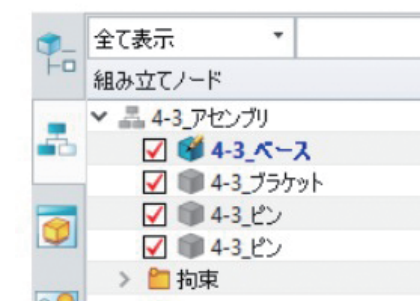 全て表示
組み立てノード
4-3_アセンブリ
4-3_ベース
4-3_ブラケット
4-3_ピン
4-3_ピン
拘束